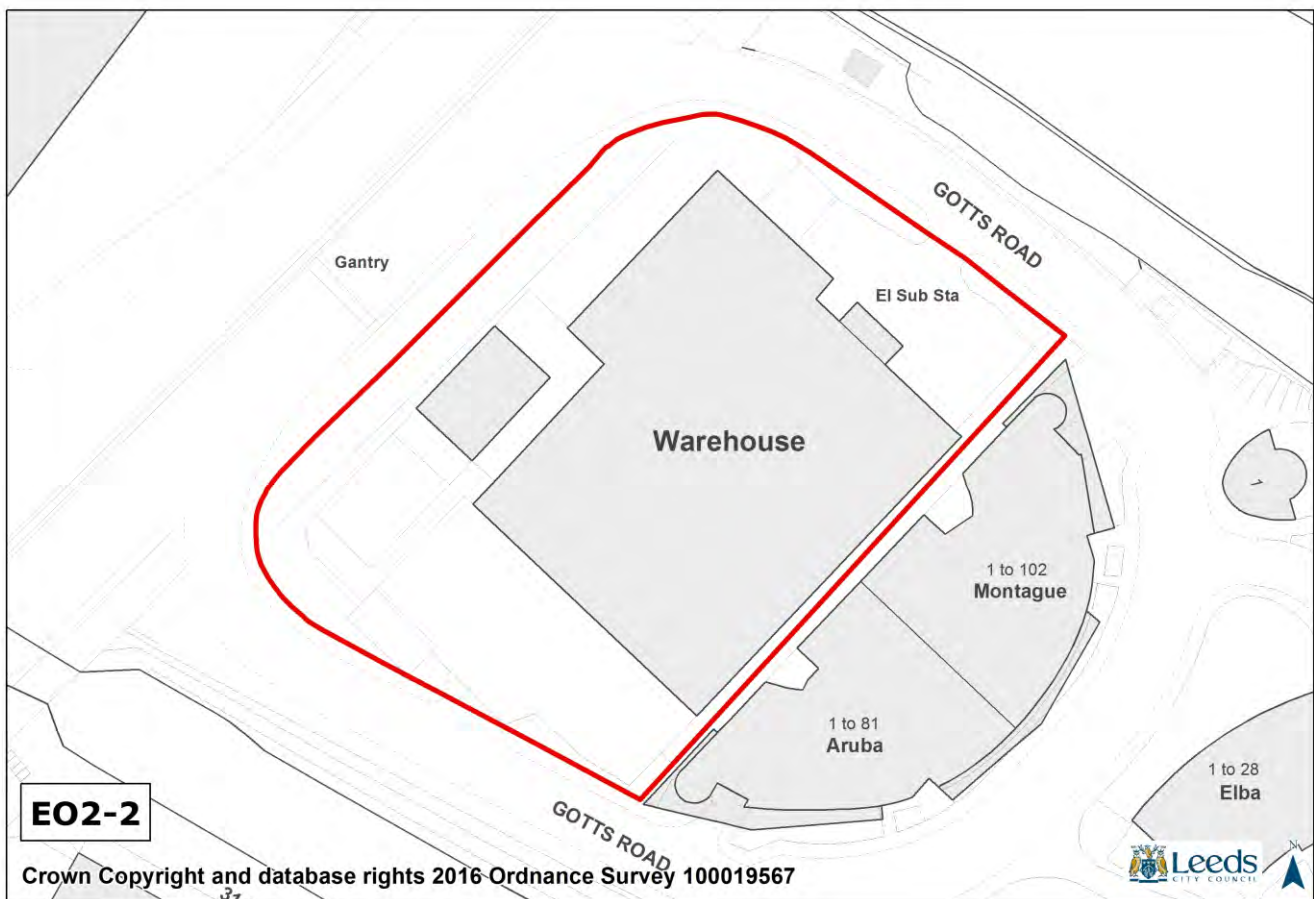 GOTTS ROAD
Gantry
El Sub Sta
Warehouse
1
1 to 102
Montague
1 to 81
Aruba
1 to 28
Elba
EO2-2
GOTTS ROAD
Leeds
CITY COUNCIL
N
Crown Copyright and database rights 2016 Ordnance Survey 100019567